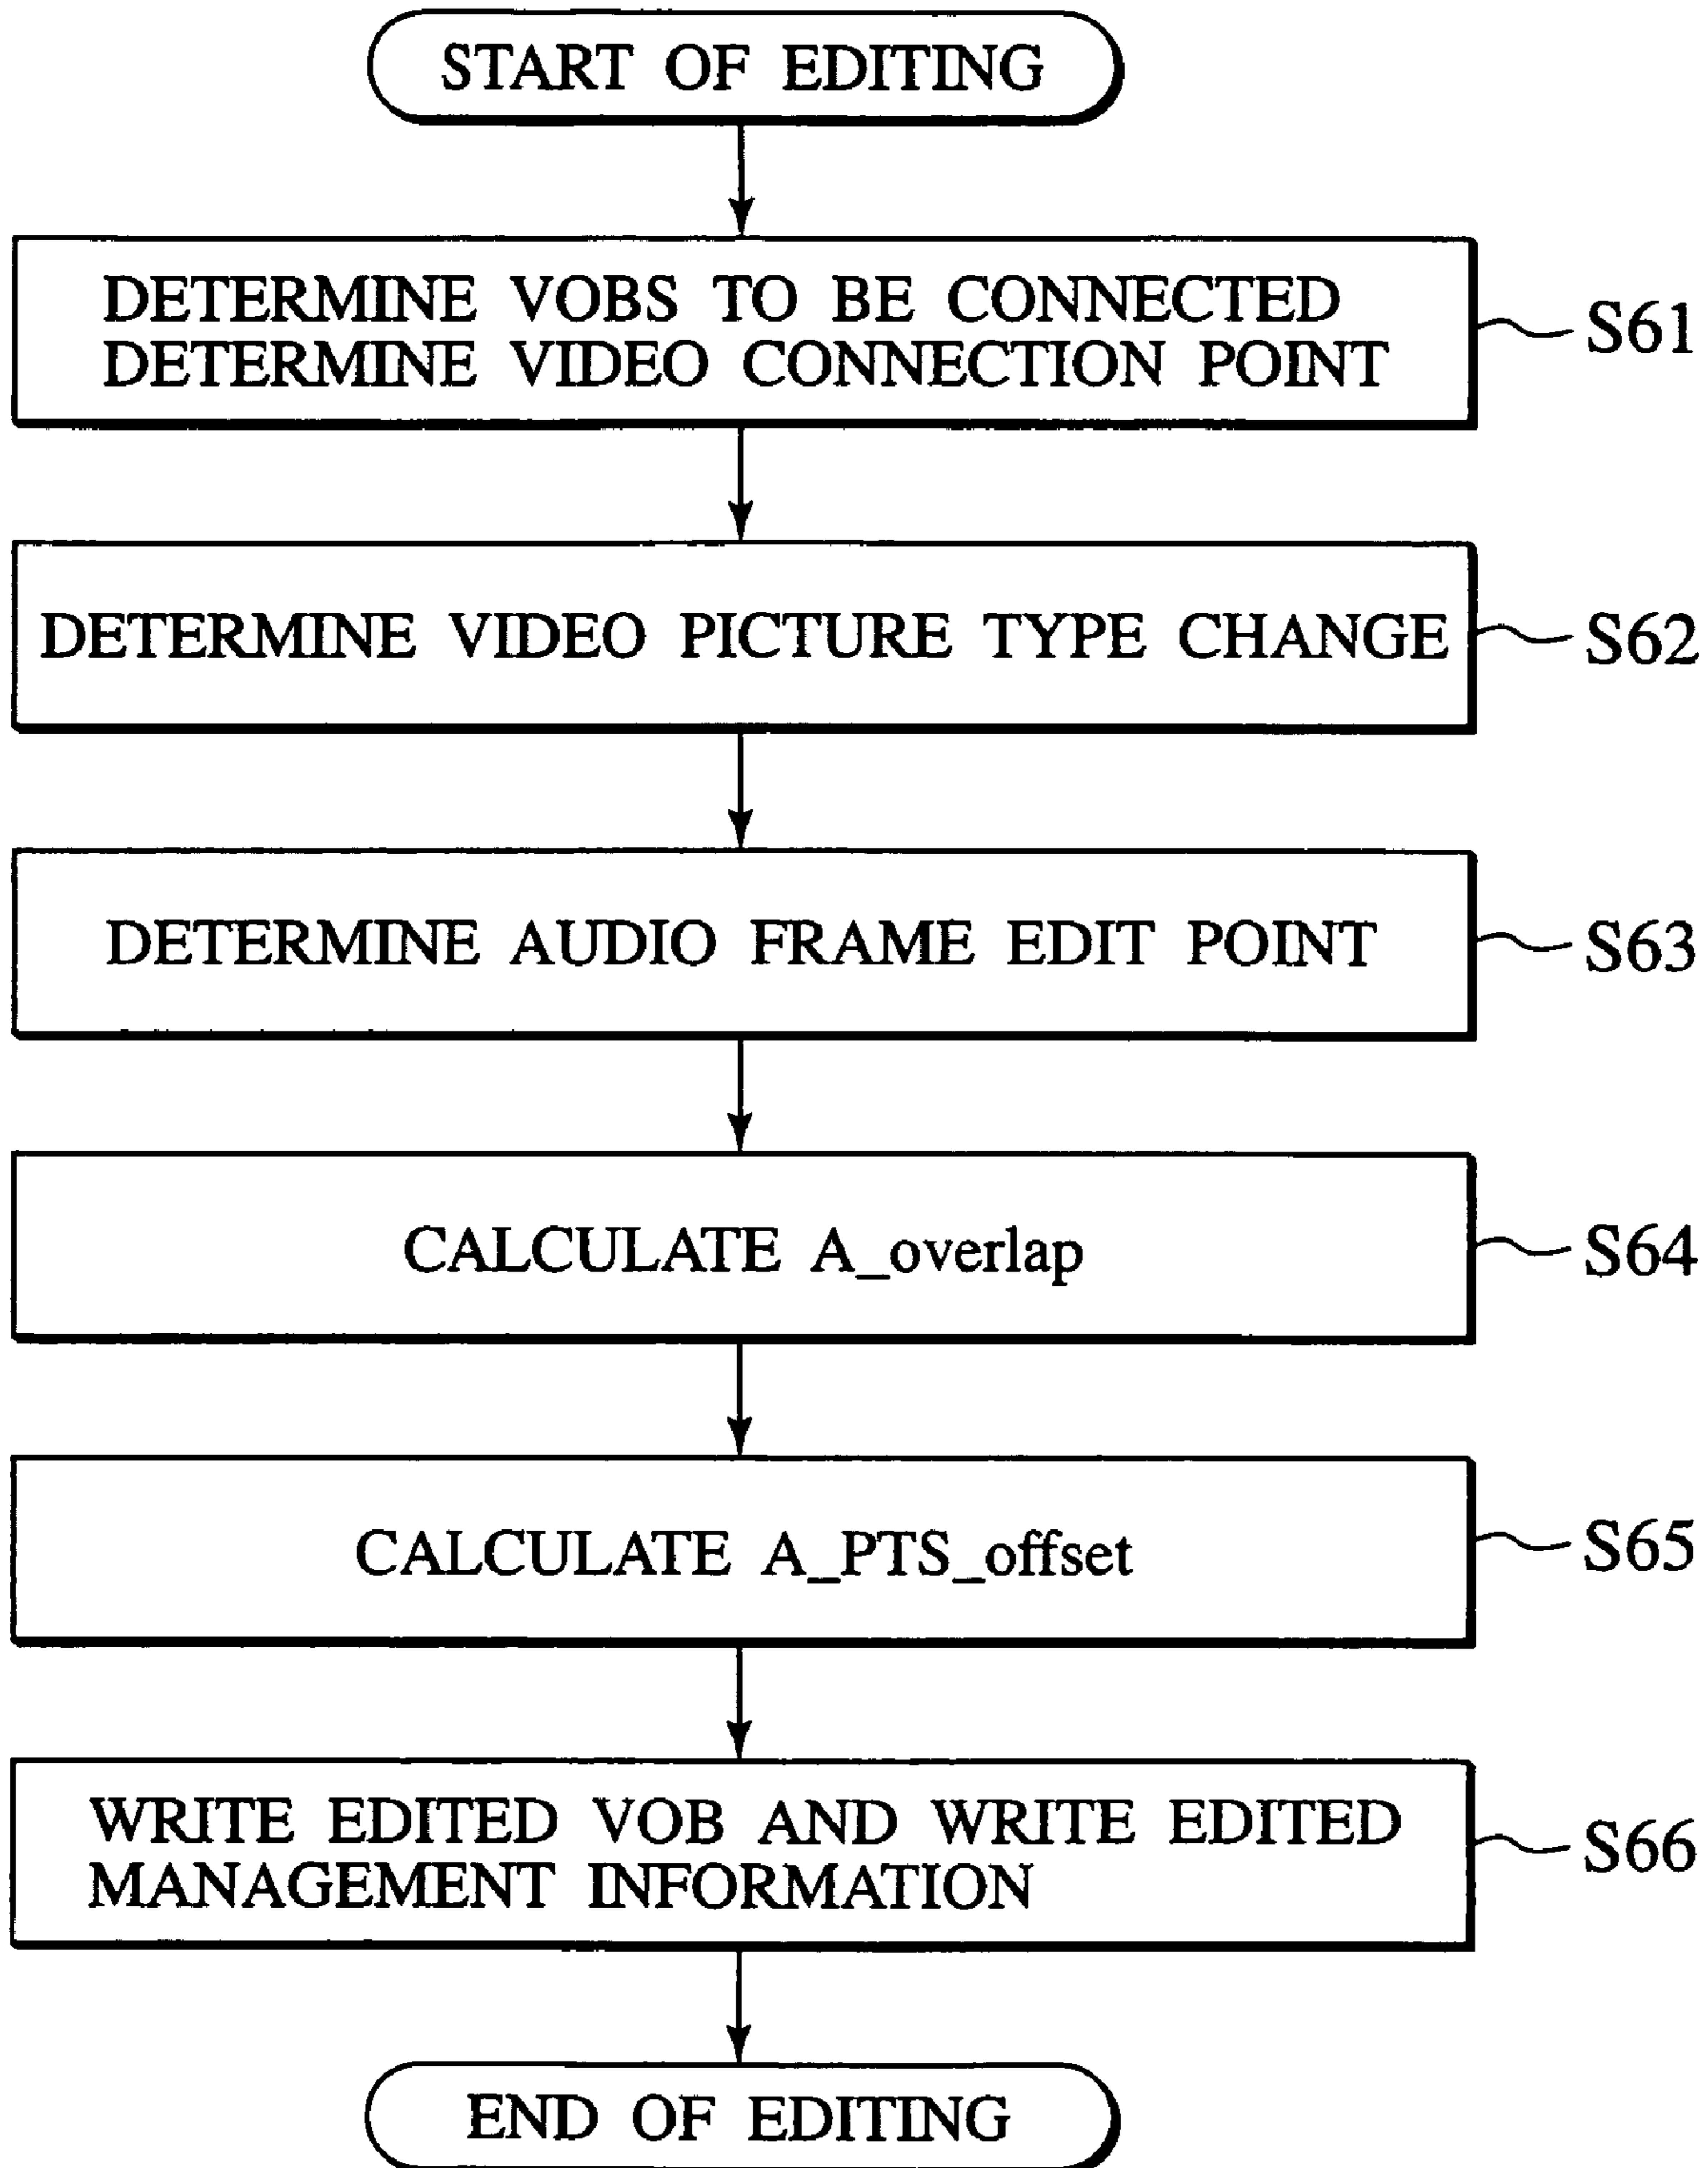 START OF EDITING
DETERMINE VOBS TO BE CONNECTED
DETERMINE VIDEO CONNECTION POINT
S61
DETERMINE VIDEO PICTURE TYPE CHANGE
S62
DETERMINE AUDIO FRAME EDIT POINT
S63
CALCULATE A_overlap
S64
CALCULATE A_PTS_offset
S65
WRITE EDITED VOB AND WRITE EDITED
MANAGEMENT INFORMATION
S66
END OF EDITING